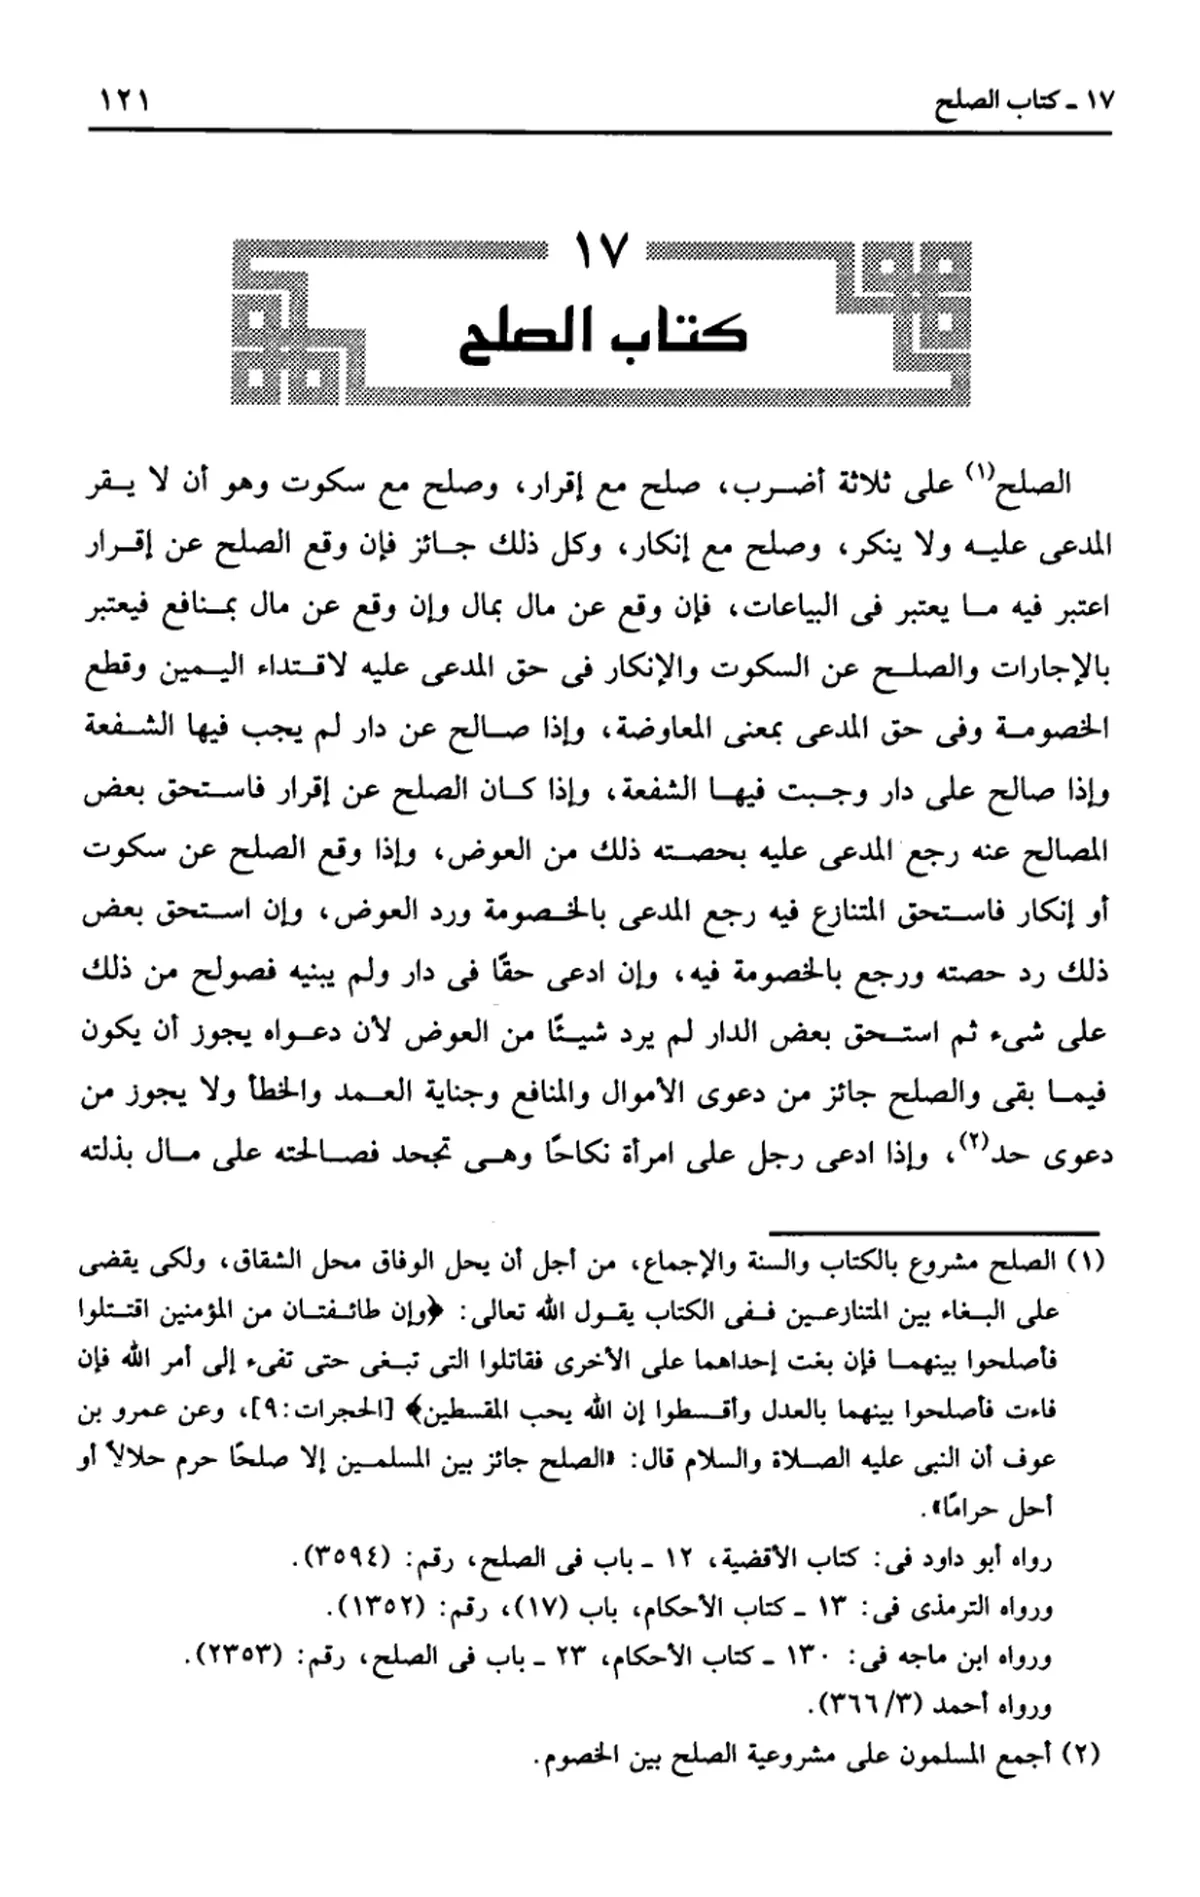 ١٧ ـ كتاب الصلح ١٢١
١٧
كتاب الصلح
الصلح(١) على ثلاثة أضرب، صلح مع إقرار، وصلح مع سكوت وهو أن لا يقر
المدعى عليه ولا ينكر، وصلح مع إنكار، وكل ذلك جائز فإن وقع الصلح عن إقرار
اعتبر فيه ما يعتبر فى البياعات، فإن وقع عن مال بمال وإن وقع عن مال بمنافع فيعتبر
بالإجارات والصلح عن السكوت والإنكار فى حق المدعى عليه لاقتداء اليمين وقطع
الخصومة وفى حق المدعى بمعنى المعاوضة، وإذا صالح عن دار لم يجب فيها الشفعة
وإذا صالح على دار وجبت فيها الشفعة، وإذا كان الصلح عن إقرار فاستحق بعض
المصالح عنه رجع المدعى عليه بحصته ذلك من العوض، وإذا وقع الصلح عن سكوت
أو إنكار فاستحق المتنازع فيه رجع المدعى بالخصومة ورد العوض، وإن استحق بعض
ذلك رد حصته ورجع بالخصومة فيه، وإن ادعى حقًا فى دار ولم يبنيه فصولح من ذلك
على شىء ثم استحق بعض الدار لم يرد شيئًا من العوض لأن دعواه يجوز أن يكون
فيما بقى والصلح جائز من دعوى الأموال والمنافع وجناية العمد والخطأ ولا يجوز من
دعوى حد(٢)، وإذا ادعى رجل على امرأة نكاحًا وهى تجحد فصالحته على مال بذلته
(١) الصلح مشروع بالكتاب والسنة والإجماع، من أجل أن يحل الوفاق محل الشقاق، ولكى يقضى
على البغاء بين المتنازعين ففى الكتاب يقول الله تعالى: ﴿وإن طائفتان من المؤمنين اقتتلوا
فأصلحوا بينهما فإن بغت إحداهما على الأخرى فقاتلوا التى تبغى حتى تفىء إلى أمر الله فإن
فاءت فأصلحوا بينهما بالعدل وأقسطوا إن الله يحب المقسطين﴾ [الحجرات:٩]، وعن عمرو بن
عوف أن النبى عليه الصلاة والسلام قال: «الصلح جائز بين المسلمين إلا صلحًا حرم حلالاً أو
أحل حرامًا».
رواه أبو داود فى: كتاب الأقضية، ١٢ ـ باب فى الصلح، رقم: (٣٥٩٤).
ورواه الترمذى فى: ١٣ ـ كتاب الأحكام، باب (١٧)، رقم: (١٣٥٢).
ورواه ابن ماجه فى: ١٣٠ ـ كتاب الأحكام، ٢٣ ـ باب فى الصلح، رقم: (٢٣٥٣).
ورواه أحمد (٣٦٦/٣).
(٢) أجمع المسلمون على مشروعية الصلح بين الخصوم.